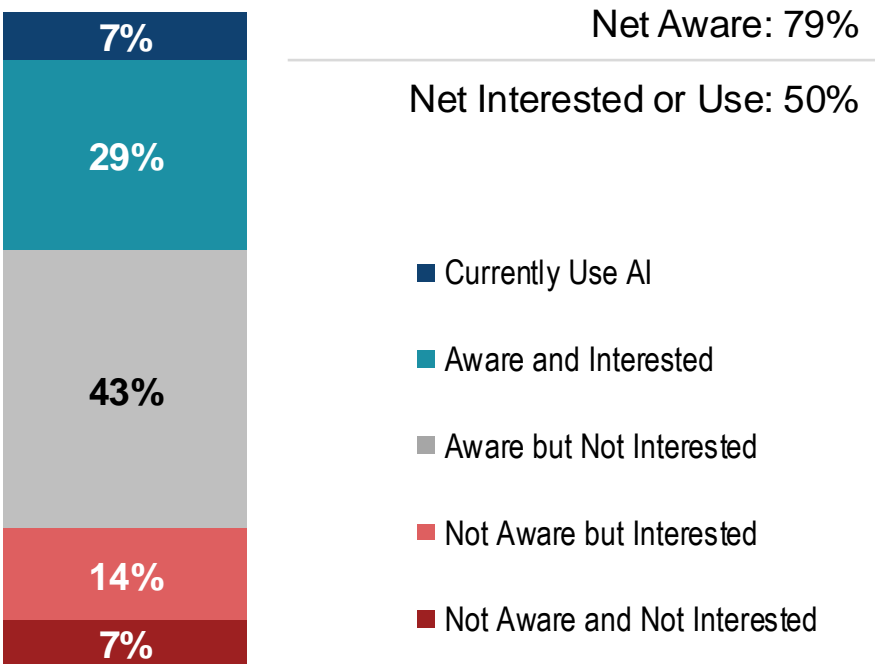 7%
29%
43%
14%
7%
Net Aware: 79%
Net Interested or Use: 50%
Currently Use AI
Aware and Interested
Aware but Not Interested
Not Aware but Interested
Not Aware and Not Interested